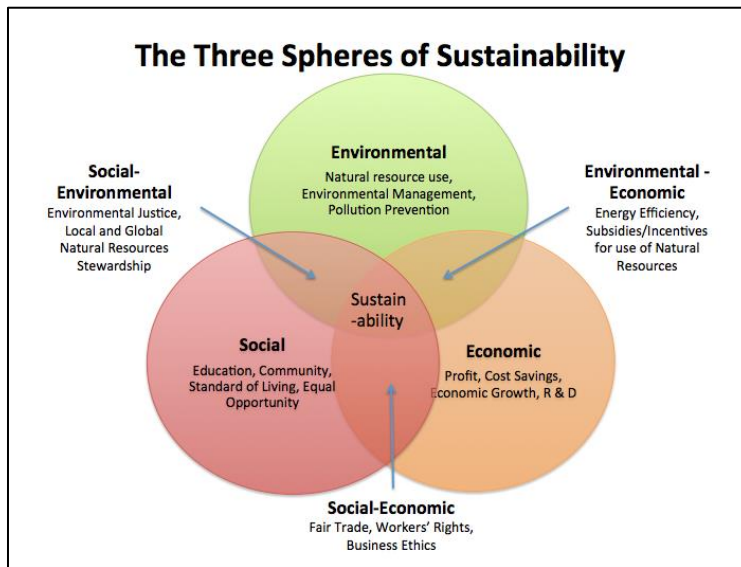 The Three Spheres of Sustainability
Environmental
Natural resource use,
Environmental Management,
Pollution Prevention
Social-
Environmental
Environmental Justice,
Local and Global
Natural Resources
Stewardship
Environmental -
Economic
Energy Efficiency,
Subsidies/Incentives
for use of Natural
Resources
Sustain
-ability
Social
Education, Community,
Standard of Living, Equal
Opportunity
Economic
Profit, Cost Savings,
Economic Growth, R & D
Social-Economic
Fair Trade, Workers’ Rights,
Business Ethics